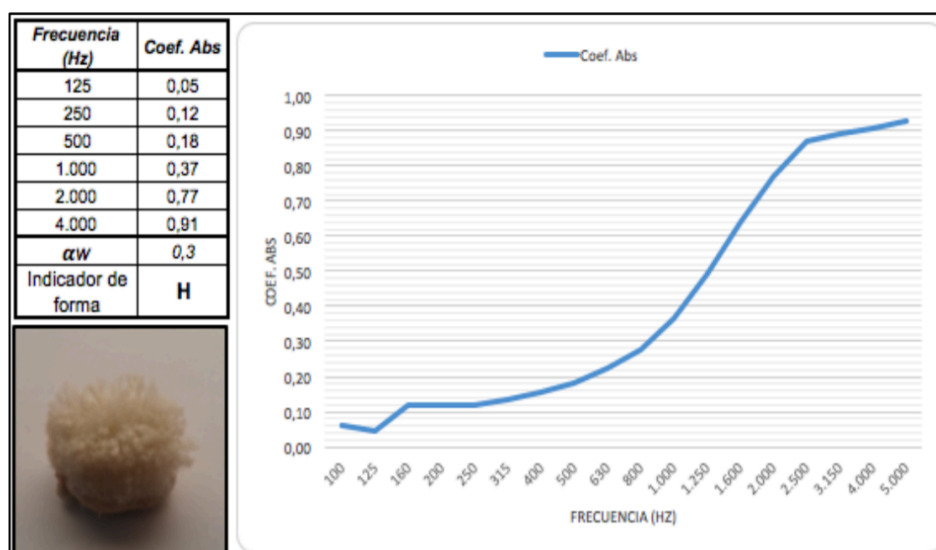 Frecuencia
(Hz)
Coef. Abs
125 0,05
250 0,12
500 0,18
1.000 0,37
2.000 0,77
4.000 0,91
αw 0,3
Indicador de
forma
H
Coef. Abs
COEF. ABS
1,00
0,90
0,80
0,70
0,60
0,50
0,40
0,30
0,20
0,10
0,00
100 125 160 200 250 315 400 500 630 800 1.000 1.250 1.600 2.000 2.500 3.150 4.000 5.000
FRECUENCIA (HZ)